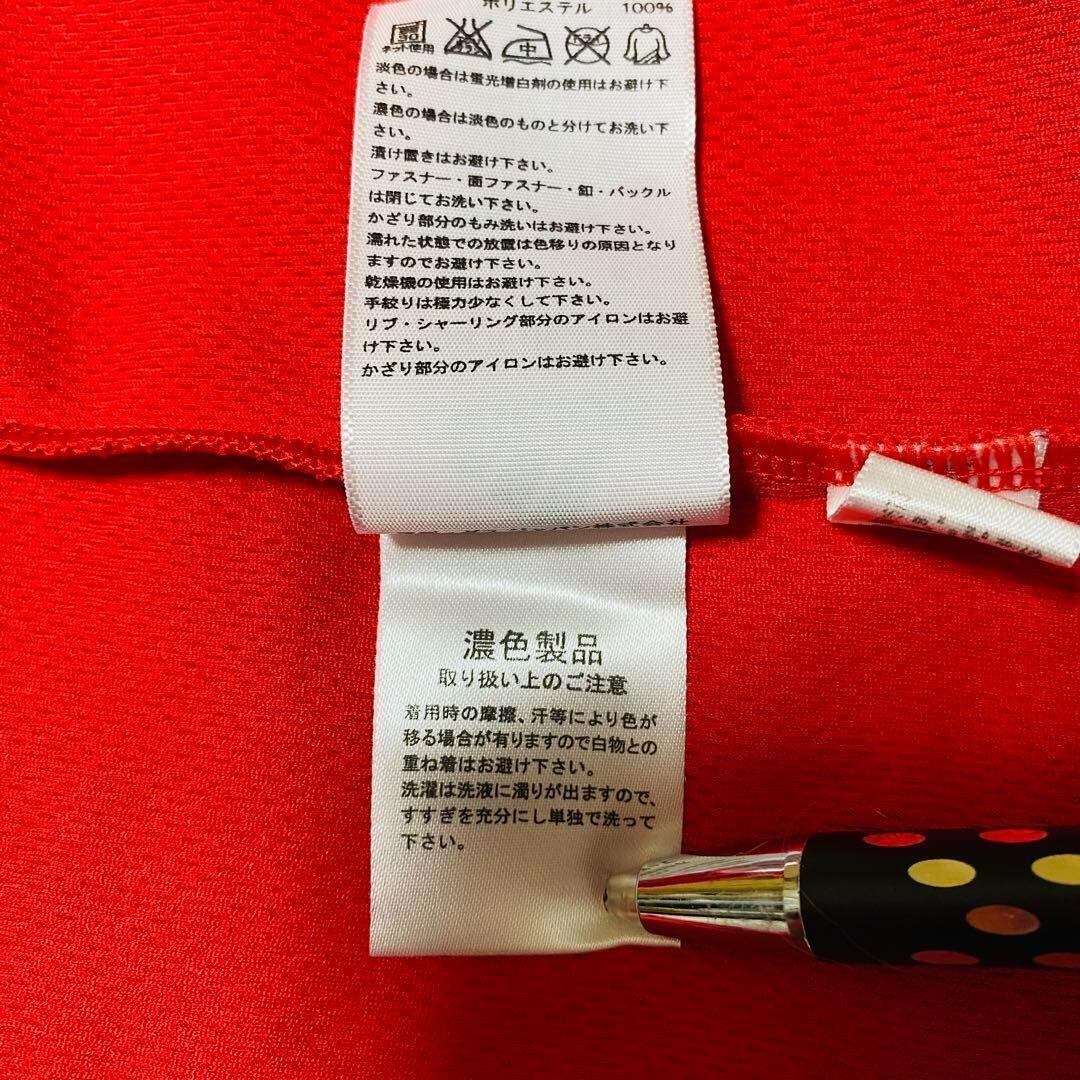 ポリエステル 100%
30 中
ネット使用
淡色の場合は蛍光増白剤の使用はお避け下
さい。
濃色の場合は淡色のものと分けてお洗い下
さい。
漬け置きはお避け下さい。
ファスナー・面ファスナー・釦・バックル
は閉じてお洗い下さい。
かざり部分のもみ洗いはお避け下さい。
濡れた状態での放置は色移りの原因となり
ますのでお避け下さい。
乾燥機の使用はお避け下さい。
手絞りは極力少なくして下さい。
リブ・シャーリング部分のアイロンはお避
け下さい。
かざり部分のアイロンはお避け下さい。
株式会社
濃色製品
取り扱い上のご注意
着用時の摩擦、汗等により色が
移る場合が有りますので白物との
重ね着はお避け下さい。
洗濯は洗液に濁りが出ますので、
すすぎを充分にし単独で洗って
下さい。